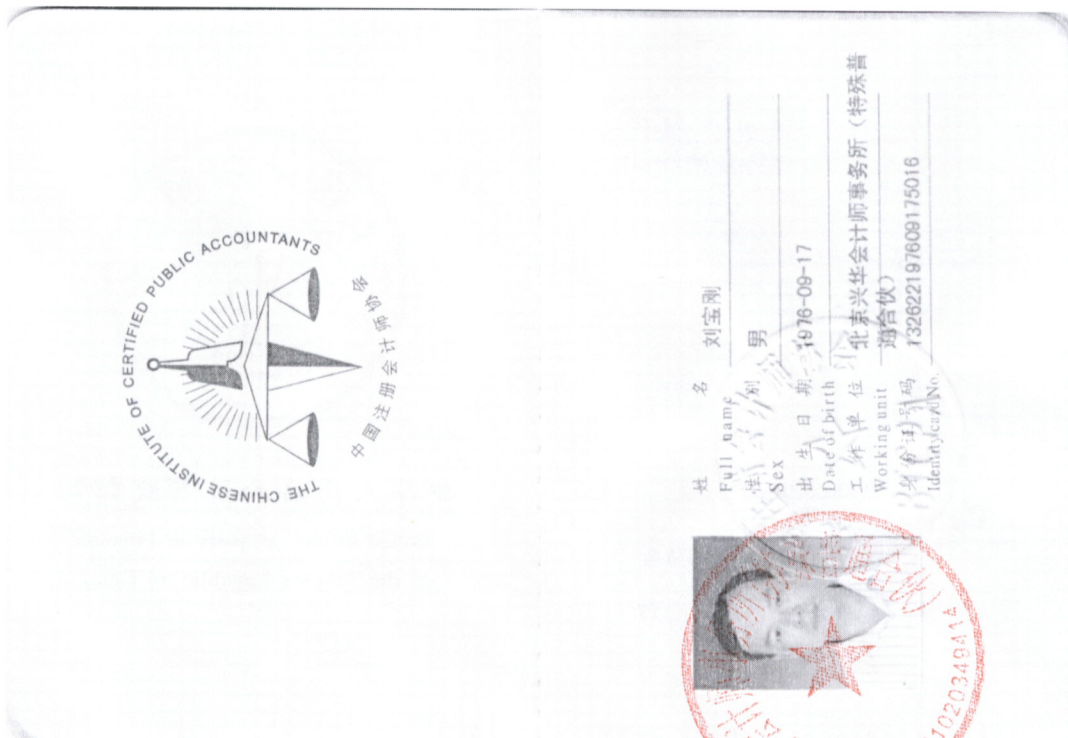 THE CHINESE INSTITUTE OF CERTIFIED PUBLIC ACCOUNTANTS
中国注册会计师协会
姓 名 刘宝刚
Full name
性 别 男
Sex
出 生 日 期 1976-09-17
Date of birth
工 作 单 位 北京兴华会计师事务所（特殊普
Working unit 通合伙）
身份证号码 132622197609175016
Identity card No.
通合伙）